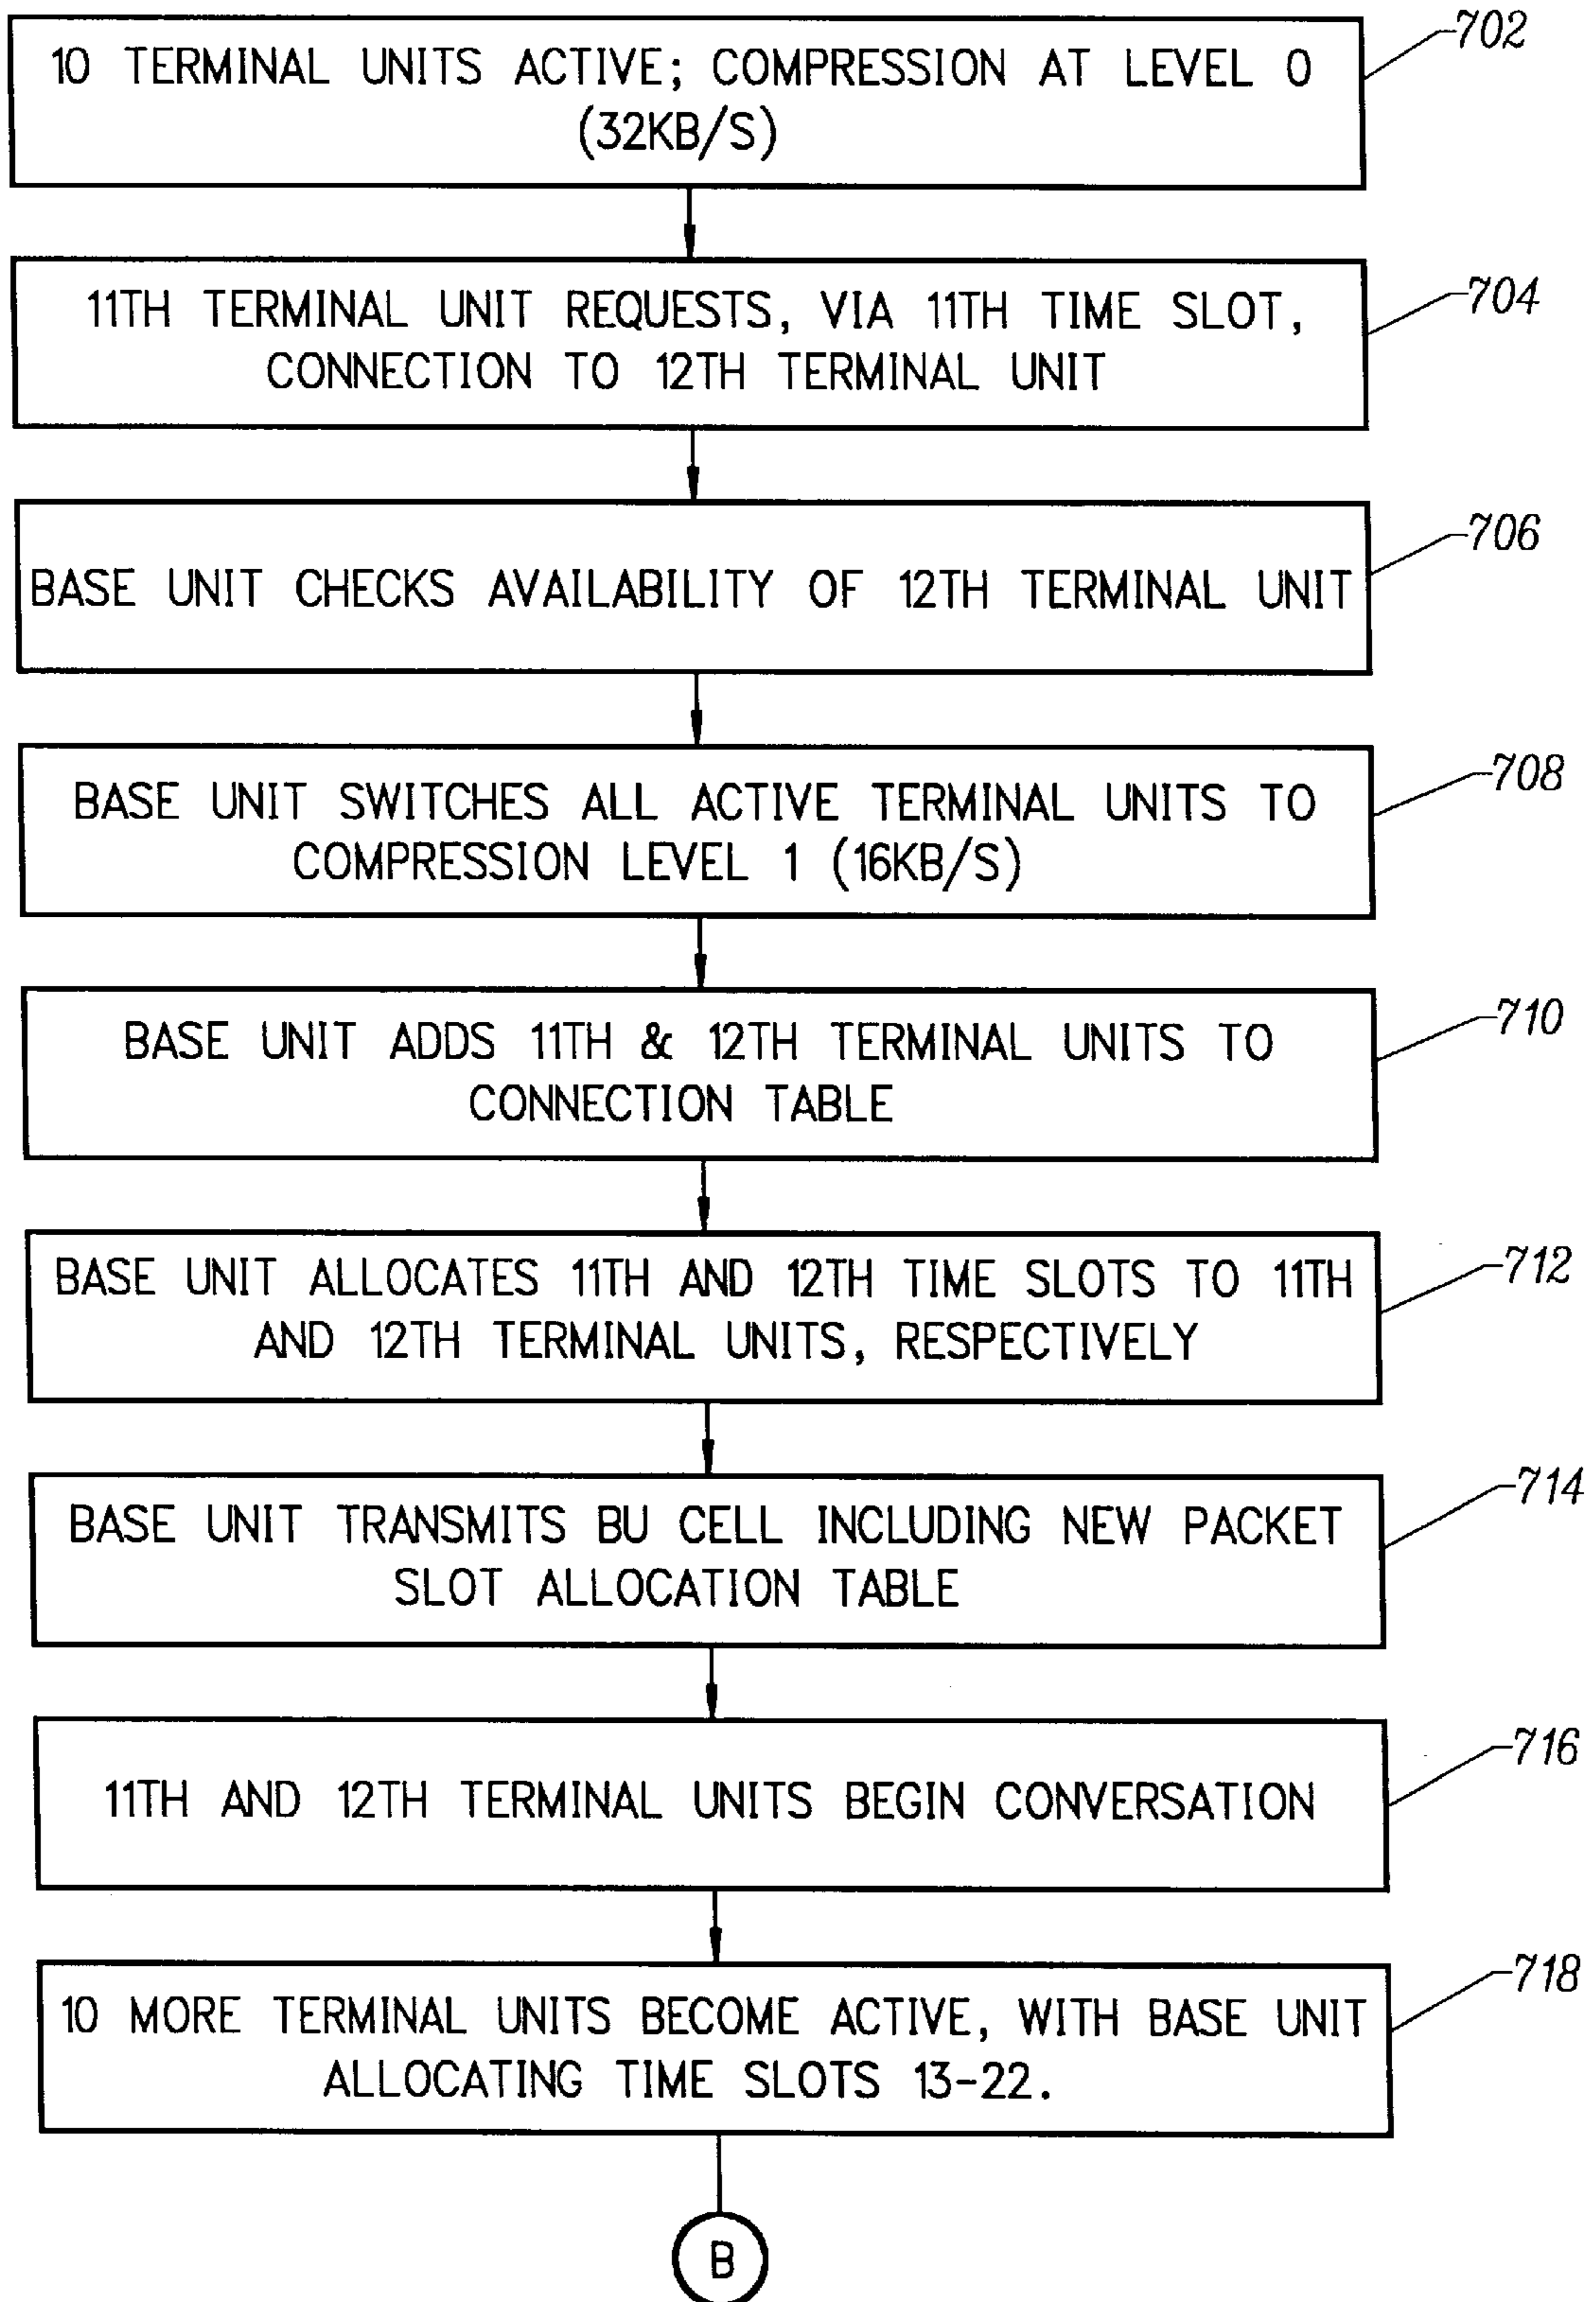 10 TERMINAL UNITS ACTIVE; COMPRESSION AT LEVEL 0
(32KB/S)
702
11TH TERMINAL UNIT REQUESTS, VIA 11TH TIME SLOT,
CONNECTION TO 12TH TERMINAL UNIT
704
BASE UNIT CHECKS AVAILABILITY OF 12TH TERMINAL UNIT
706
BASE UNIT SWITCHES ALL ACTIVE TERMINAL UNITS TO
COMPRESSION LEVEL 1 (16KB/S)
708
BASE UNIT ADDS 11TH & 12TH TERMINAL UNITS TO
CONNECTION TABLE
710
BASE UNIT ALLOCATES 11TH AND 12TH TIME SLOTS TO 11TH
AND 12TH TERMINAL UNITS, RESPECTIVELY
712
BASE UNIT TRANSMITS BU CELL INCLUDING NEW PACKET
SLOT ALLOCATION TABLE
714
11TH AND 12TH TERMINAL UNITS BEGIN CONVERSATION
716
10 MORE TERMINAL UNITS BECOME ACTIVE, WITH BASE UNIT
ALLOCATING TIME SLOTS 13-22.
718
B